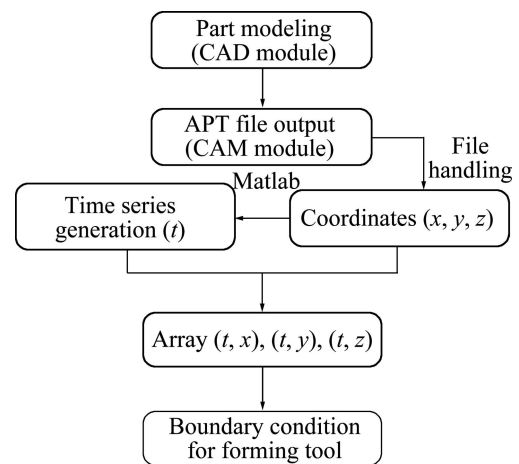 Part modeling
(CAD module)
APT file output
(CAM module)
File
handling
Matlab
Time series
generation (t)
Coordinates (x, y, z)
Array (t, x), (t, y), (t, z)
Boundary condition
for forming tool